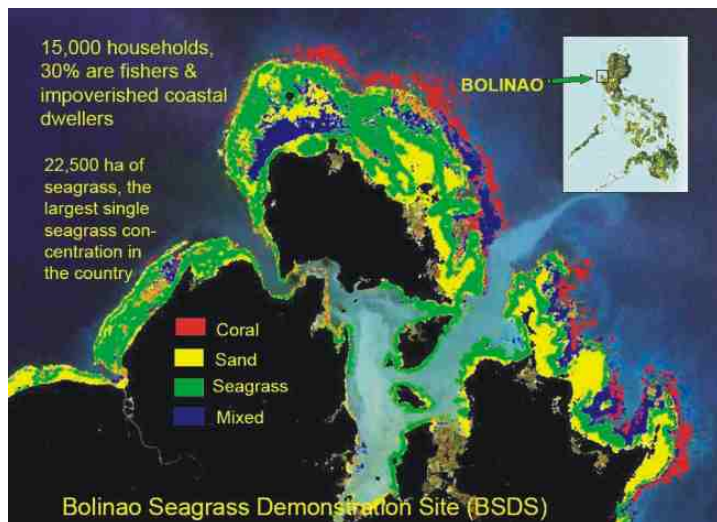 15,000 households,
30% are fishers &
impoverished coastal
dwellers
BOLINAO
22,500 ha of
seagrass, the
largest single
seagrass con-
centration in
the country
Coral
Sand
Seagrass
Mixed
Bolinao Seagrass Demonstration Site (BSDS)